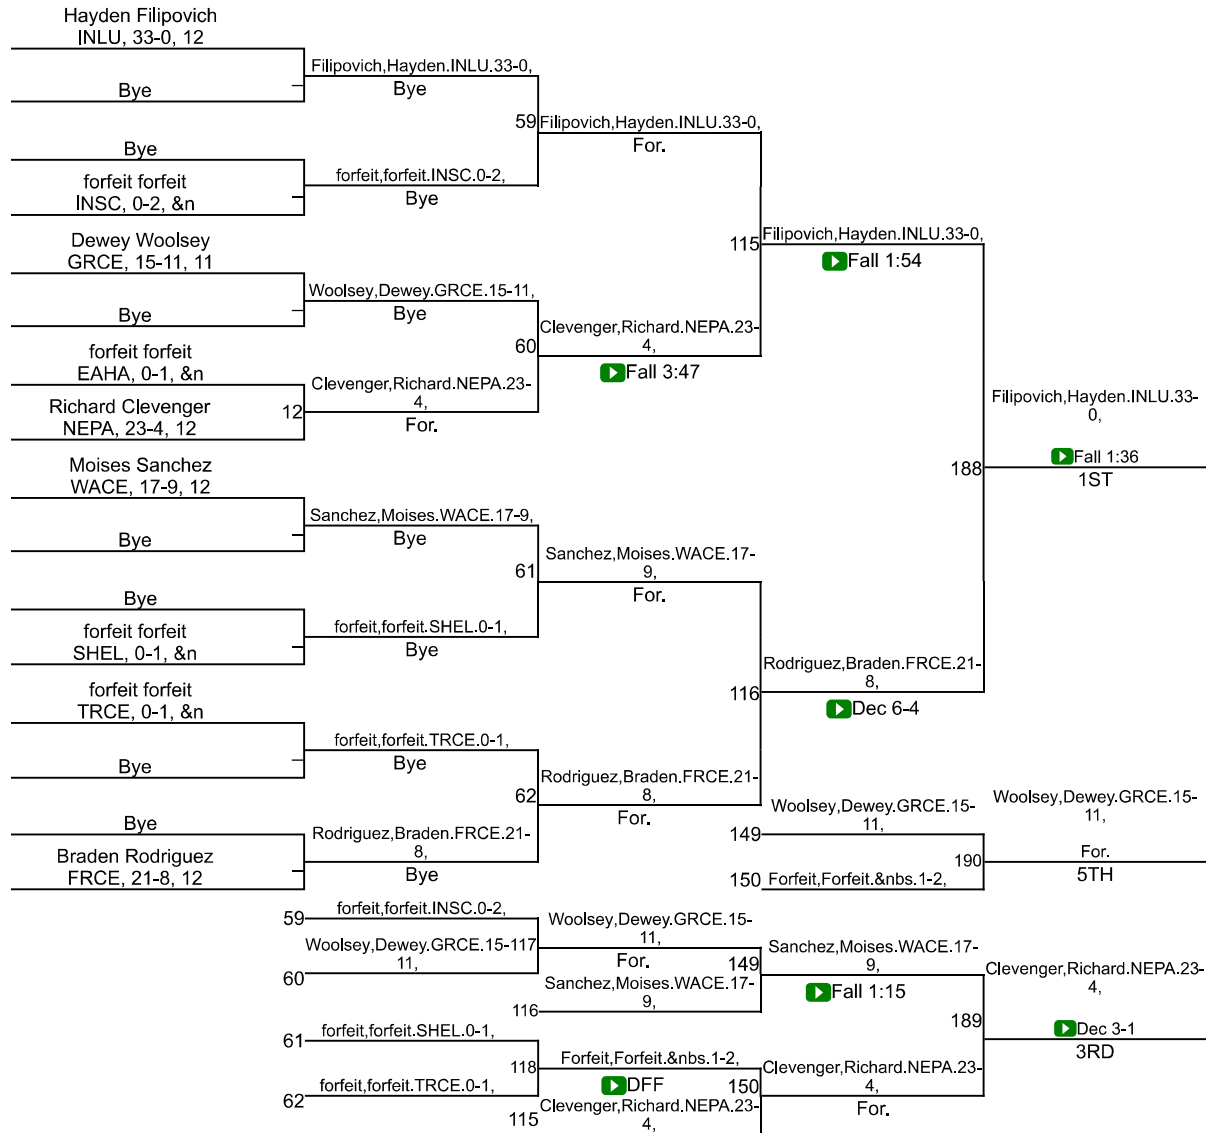 Hayden Filipovich
INLU, 33-0, 12
Filipovich,Hayden.INLU.33-0,
Bye
Bye
59
Filipovich,Hayden.INLU.33-0,
For.
Bye
forfeit forfeit
INSC, 0-2, &n
forfeit,forfeit.INSC.0-2,
Bye
Dewey Woolsey
GRCE, 15-11, 11
115
Filipovich,Hayden.INLU.33-0,
Fall 1:54
Woolsey,Dewey.GRCE.15-11,
Bye
Bye
60
Clevenger,Richard.NEPA.23-
4,
Fall 3:47
forfeit forfeit
EAHA, 0-1, &n
Richard Clevenger
NEPA, 23-4, 12
12
Clevenger,Richard.NEPA.23-
4,
For.
Filipovich,Hayden.INLU.33-
0,
188
Fall 1:36
1ST
Moises Sanchez
WACE, 17-9, 12
Sanchez,Moises.WACE.17-9,
Bye
Bye
61
Sanchez,Moises.WACE.17-
9,
For.
Bye
forfeit forfeit
SHEL, 0-1, &n
forfeit,forfeit.SHEL.0-1,
Bye
forfeit forfeit
TRCE, 0-1, &n
116
Rodriguez,Braden.FRCE.21-
8,
Dec 6-4
forfeit,forfeit.TRCE.0-1,
Bye
Bye
62
Rodriguez,Braden.FRCE.21-
8,
For.
Bye
Braden Rodriguez
FRCE, 21-8, 12
Rodriguez,Braden.FRCE.21-
8,
Bye
149
Woolsey,Dewey.GRCE.15-
11,
150
Forfeit,Forfeit.&nbs.1-2,
190
Woolsey,Dewey.GRCE.15-
11,
For.
5TH
59
forfeit,forfeit.INSC.0-2,
60
Woolsey,Dewey.GRCE.15-
11,
117
Woolsey,Dewey.GRCE.15-
11,
For.
116
Sanchez,Moises.WACE.17-
9,
149
Sanchez,Moises.WACE.17-
9,
Fall 1:15
189
Clevenger,Richard.NEPA.23-
4,
Dec 3-1
3RD
61
forfeit,forfeit.SHEL.0-1,
62
forfeit,forfeit.TRCE.0-1,
118
Forfeit,Forfeit.&nbs.1-2,
DFF
115
Clevenger,Richard.NEPA.23-
4,
150
Clevenger,Richard.NEPA.23-
4,
For.